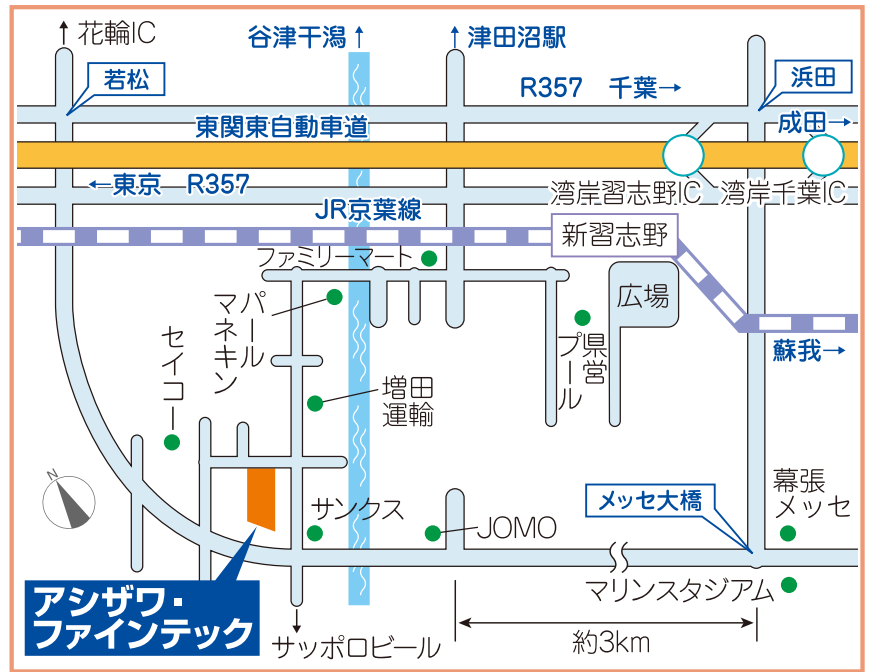 ↑花輪IC
谷津干潟↑
↑津田沼駅
若松
R357 千葉→
浜田
成田→
東関東自動車道
←東京 R357
湾岸習志野IC
湾岸千葉IC
JR京葉線
新習志野
ファミリーマート
広場
パール
マネキン
セイコー
県営
プール
蘇我→
増田
運輸
N
サンクス
JOMO
メッセ大橋
幕張
メッセ
アシザワ・
ファインテック
マリンスタジアム
サッポロビール
約3km